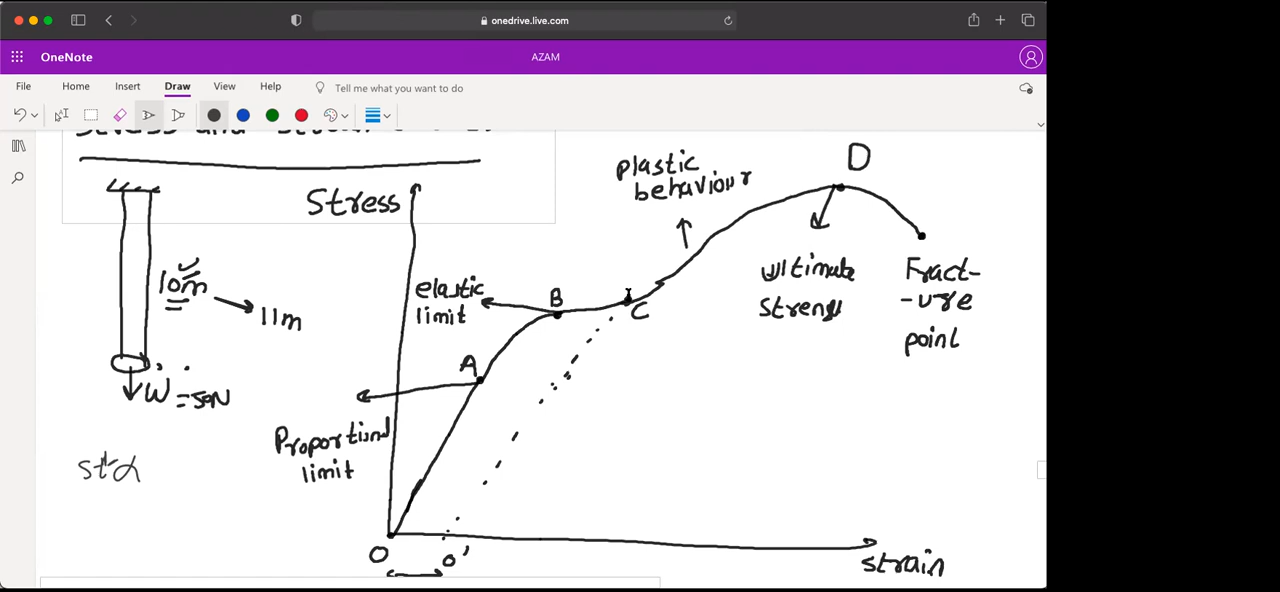 onedrive.live.com
OneNote
AZAM
File Home Insert Draw View Help Tell me what you want to do
Stress
plastic
behaviour
D
10m
11m
W = 50N
elastic
limit
B
C
A
Proportional
limit
ultimate
Fract-
-ure
point
O
O'
strain